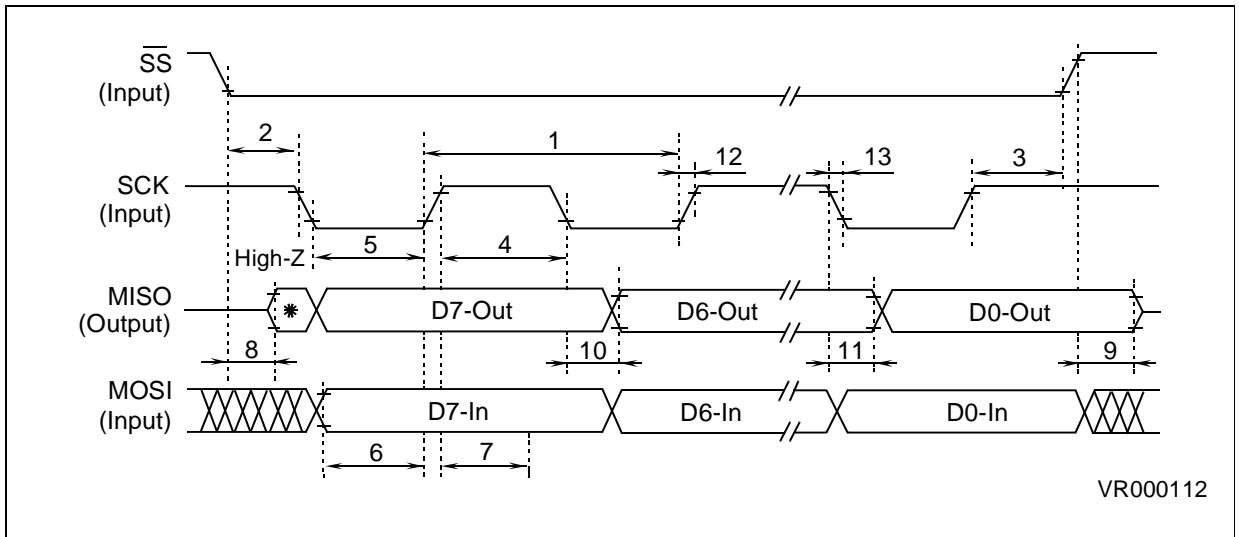 SS
(Input)
2
1
12
13
3
SCK
(Input)
5
4
High-Z
MISO
(Output)
*
D7-Out
D6-Out
D0-Out
8
10
11
9
MOSI
(Input)
D7-In
D6-In
D0-In
6
7
VR000112